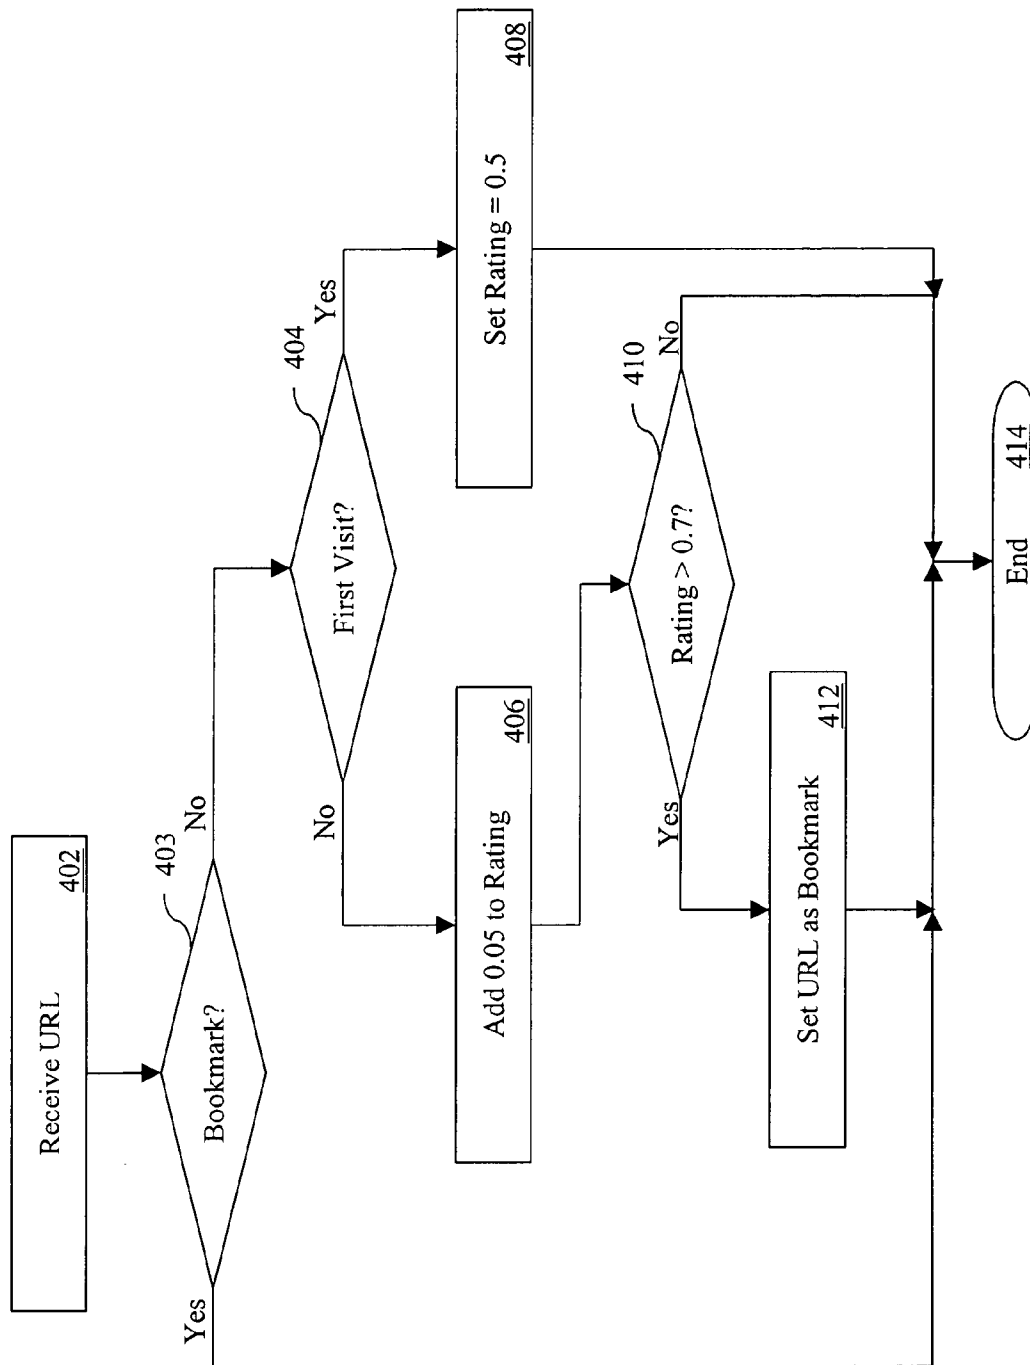 Receive URL
402
Bookmark?
403
Yes
No
First Visit?
404
No
Yes
Add 0.05 to Rating
406
Set Rating = 0.5
408
Rating > 0.7?
410
Yes
No
Set URL as Bookmark
412
End
414